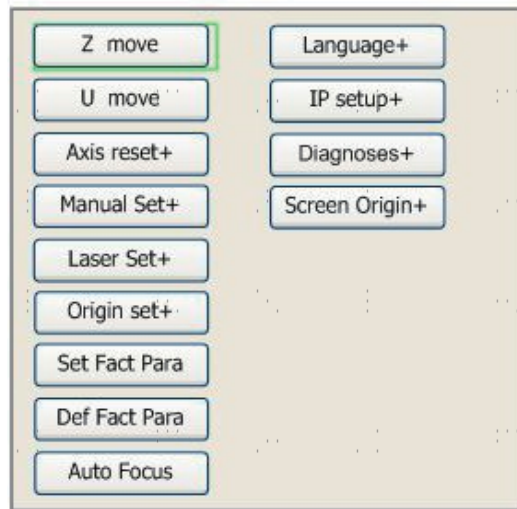 Z move
U move
Axis reset+
Manual Set+
Laser Set+
Origin set+
Set Fact Para
Def Fact Para
Auto Focus
Language+
IP setup+
Diagnoses+
Screen Origin+